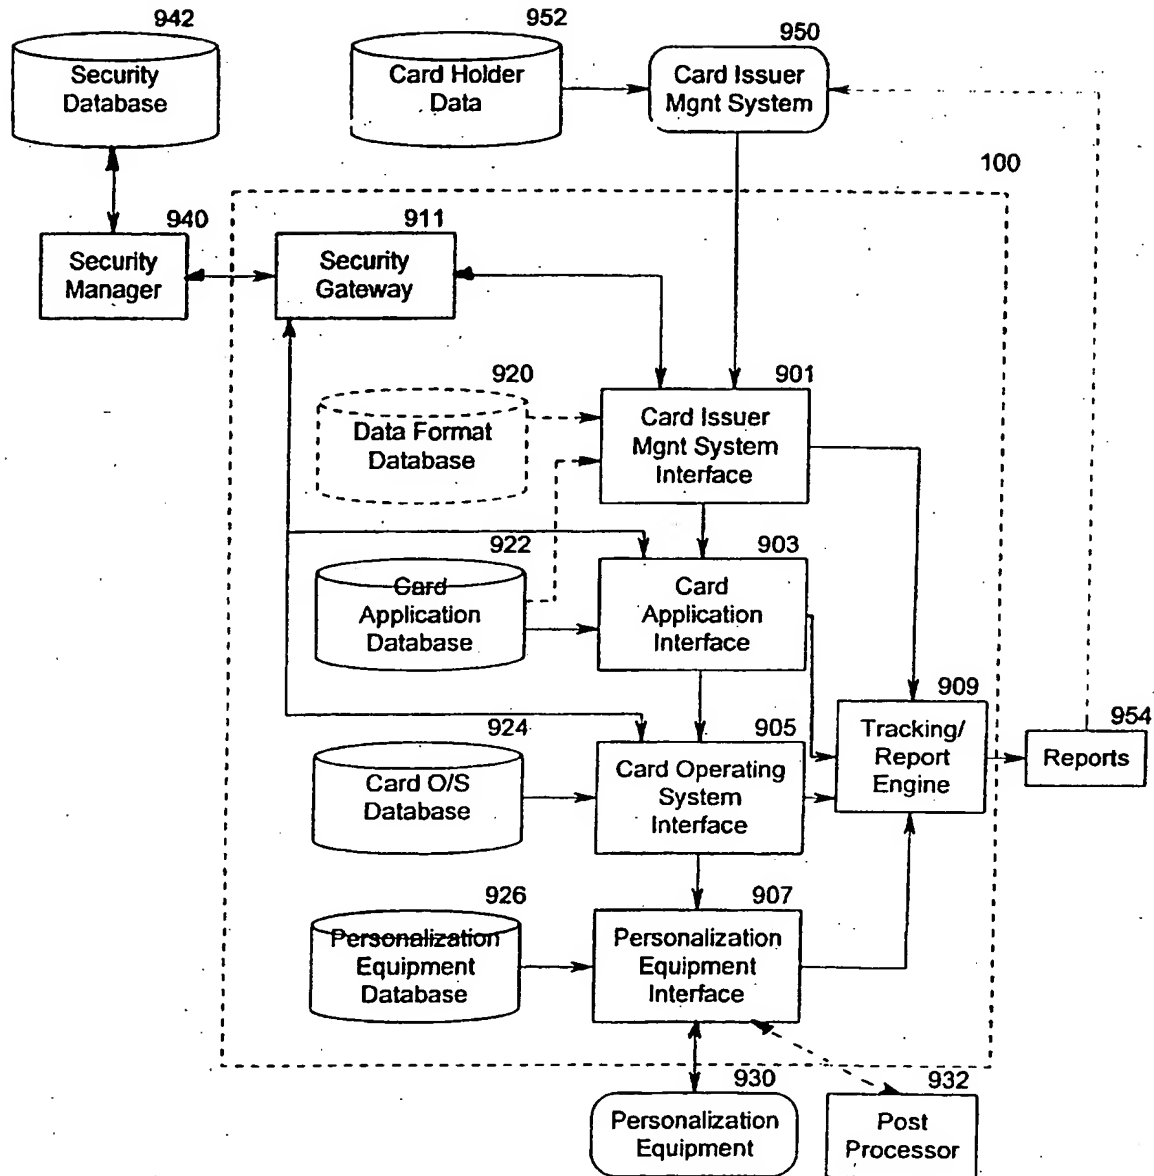 942
Security
Database
952
Card Holder
Data
950
Card Issuer
Mgnt System
100
940
Security
Manager
911
Security
Gateway
920
Data Format
Database
901
Card Issuer
Mgnt System
Interface
922
Card
Application
Database
903
Card
Application
Interface
909
Tracking/
Report
Engine
954
Reports
924
Card O/S
Database
905
Card Operating
System
Interface
926
Personalization
Equipment
Database
907
Personalization
Equipment
Interface
930
Personalization
Equipment
932
Post
Processor